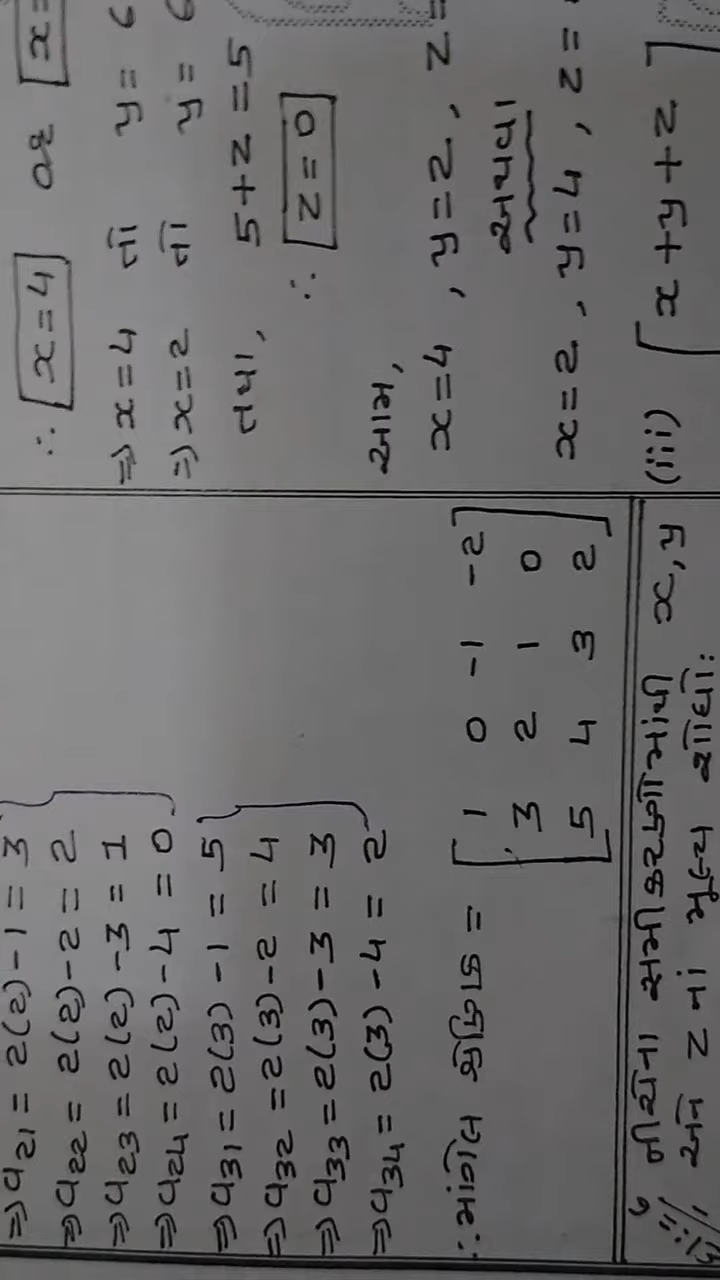 ⇒ a21 = 2(2)-1 = 3
⇒ a22 = 2(2)-2 = 2
⇒ a23 = 2(2)-3 = 1
⇒ a24 = 2(2)-4 = 0
⇒ a31 = 2(3)-1 = 5
⇒ a32 = 2(3)-2 = 4
⇒ a33 = 2(3)-3 = 3
⇒ a34 = 2(3)-4 = 2
∴ માંગેલ શ્રેણિક = [ 1 0 -1 -2
3 2 1 0
5 4 3 2 ]
નીચેના સમીકરણોમાંથી x, y
અને z નાં મૂલ્ય શોધો:
∴ x=4 or x=
⇒ x=4 તો y=
⇒ x=2 તો y=
તથા, 5+z=5
∴ z=0
આમ,
x=4, y=2, z=
અથવા
x=2, y=4, z=
(iii) [ x+y+z ]